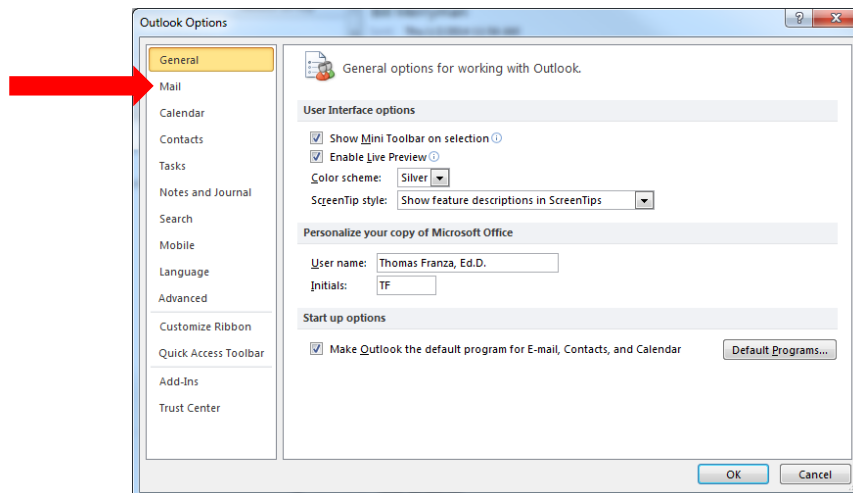 Outlook Options
General
Mail
Calendar
Contacts
Tasks
Notes and Journal
Search
Mobile
Language
Advanced
Customize Ribbon
Quick Access Toolbar
Add-Ins
Trust Center
General options for working with Outlook.
User Interface options
Show Mini Toolbar on selection
Enable Live Preview
Color scheme: Silver
ScreenTip style: Show feature descriptions in ScreenTips
Personalize your copy of Microsoft Office
User name: Thomas Franza, Ed.D.
Initials: TF
Start up options
Make Outlook the default program for E-mail, Contacts, and Calendar Default Programs...
OK Cancel